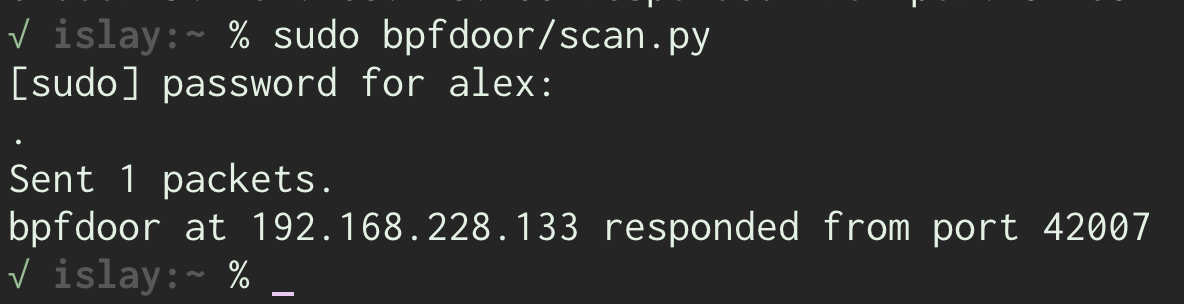 √ islay:~ % sudo bpfdoor/scan.py
[sudo] password for alex:
.
Sent 1 packets.
bpfdoor at 192.168.228.133 responded from port 42007
√ islay:~ % _